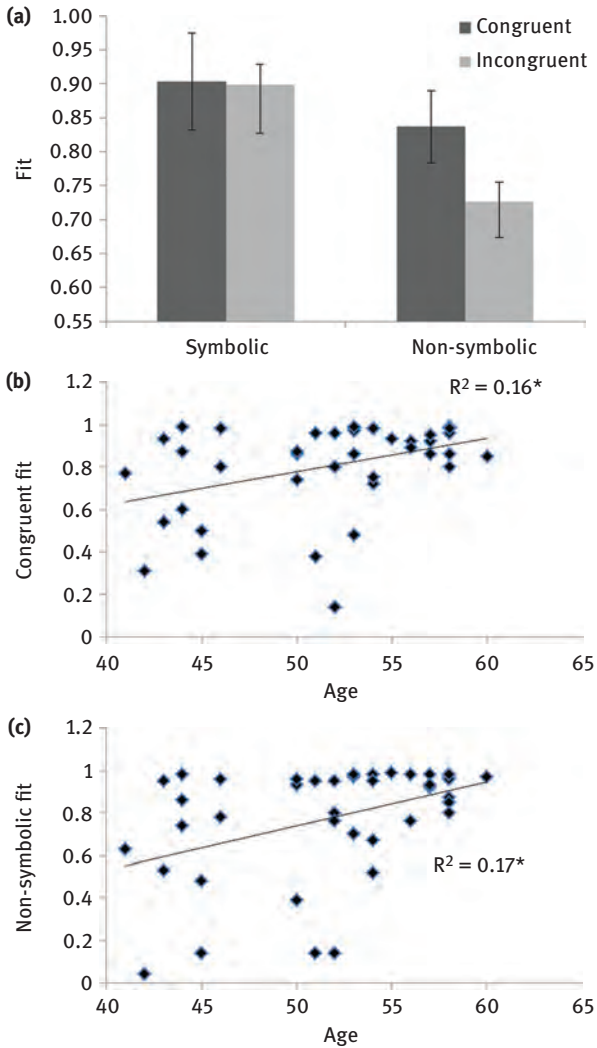 (a)
1.00
0.95
0.90
0.85
0.80
0.75
0.70
0.65
0.60
0.55
Fit
Congruent
Incongruent
Symbolic
Non-symbolic
(b)
1.2
1
0.8
0.6
0.4
0.2
0
Congruent fit
R² = 0.16*
40 45 50 55 60 65
Age
(c)
1.2
1
0.8
0.6
0.4
0.2
0
Non-symbolic fit
R² = 0.17*
40 45 50 55 60 65
Age